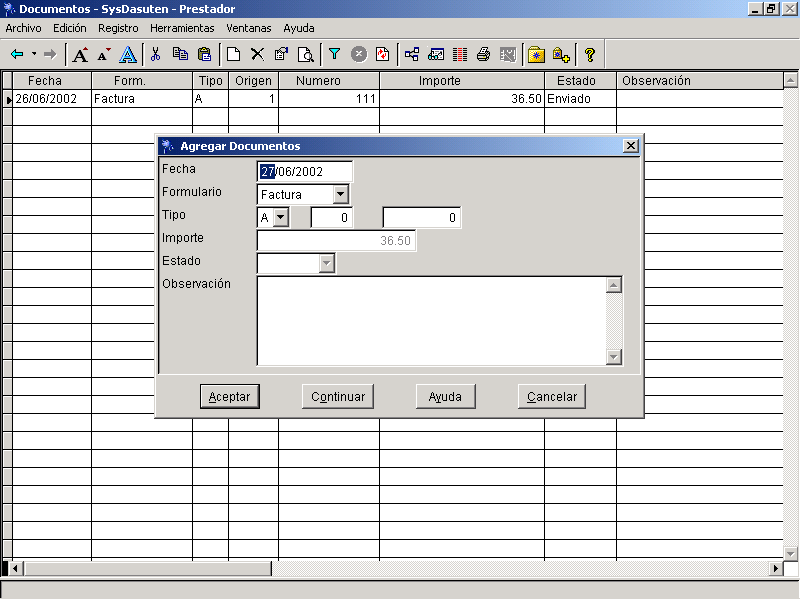 Documentos - SysDasuten - Prestador
Archivo Edición Registro Herramientas Ventanas Ayuda
Fecha Form. Tipo Origen Numero Importe Estado Observación
26/06/2002 Factura A 1 111 36.50 Enviado
Agregar Documentos
Fecha 27/06/2002
Formulario Factura
Tipo A 0 0
Importe 36.50
Estado
Observación
Aceptar Continuar Ayuda Cancelar